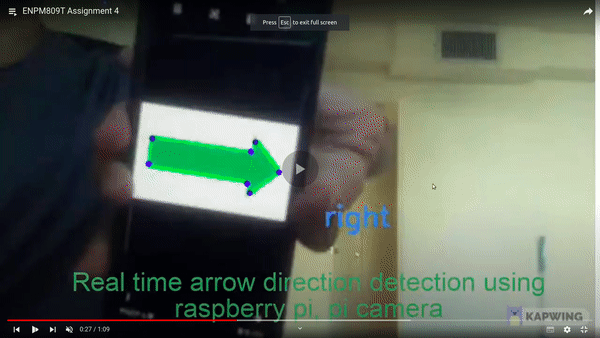 ENPM809T Assignment 4
Press Esc to exit full screen
right
Real time arrow direction detection using
raspberry pi, pi camera
KAPWING
0:27 / 1:09